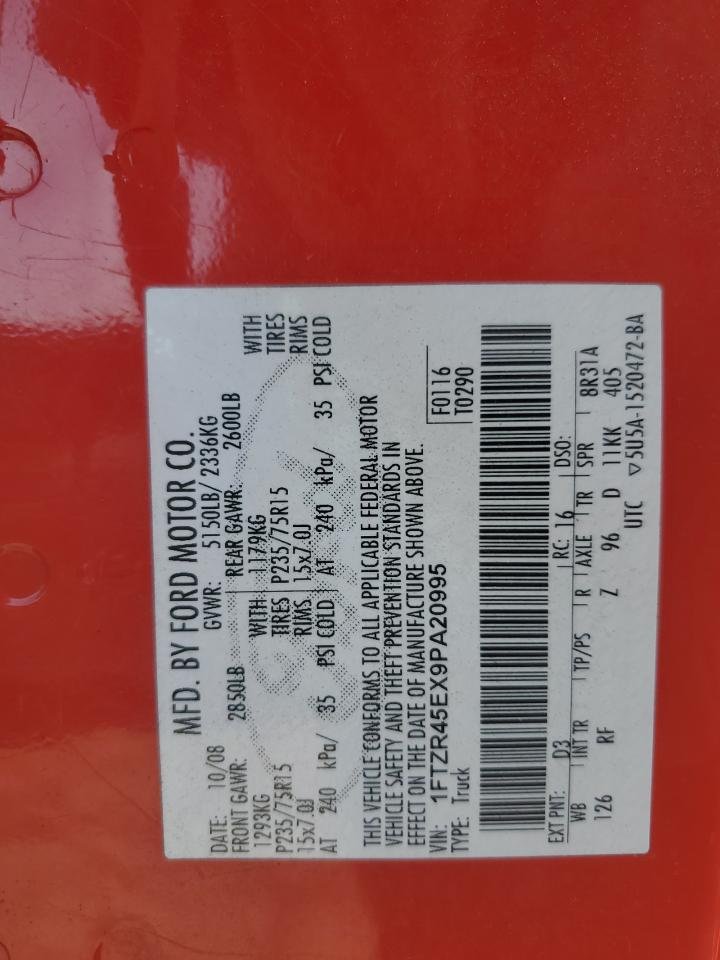 MFD. BY FORD MOTOR CO.
DATE: 10/08 GVWR: 5150LB/ 2336KG
FRONT GAWR: 2850LB REAR GAWR: 2600LB
1293KG WITH 1179KG WITH
P235/75R15 TIRES P235/75R15 TIRES
15x7.0J RIMS 15x7.0J RIMS
AT 240 kPa/ 35 PSI COLD AT 240 kPa/ 35 PSI COLD
THIS VEHICLE CONFORMS TO ALL APPLICABLE FEDERAL MOTOR
VEHICLE SAFETY AND THEFT PREVENTION STANDARDS IN
EFFECT ON THE DATE OF MANUFACTURE SHOWN ABOVE.
VIN: 1FTZR45EX9PA20995 F0116
TYPE: Truck T0290
EXT PNT: D3 RC: 16 DSO:
WB INT TR TP/PS R AXLE TR SPR 8R31A
126 RF Z 96 D 11KK 405
UTC ▽5U5A-1520472-BA